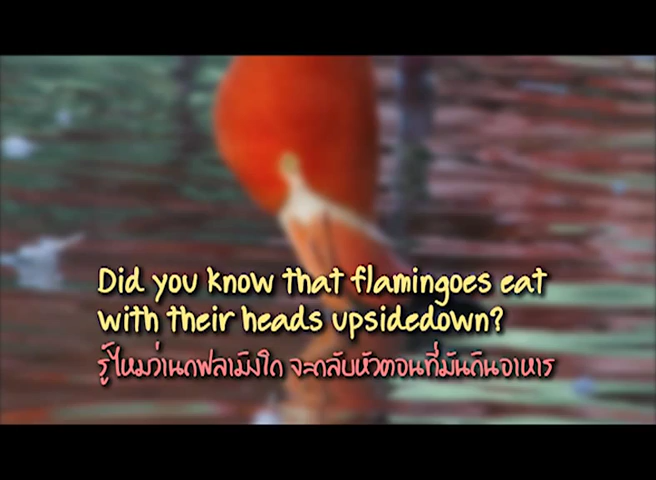 Did you know that flamingoes eat
with their heads upsidedown?
รู้ไหมว่านกฟลามิงโก จะกลับหัวตอนที่มันกินอาหาร